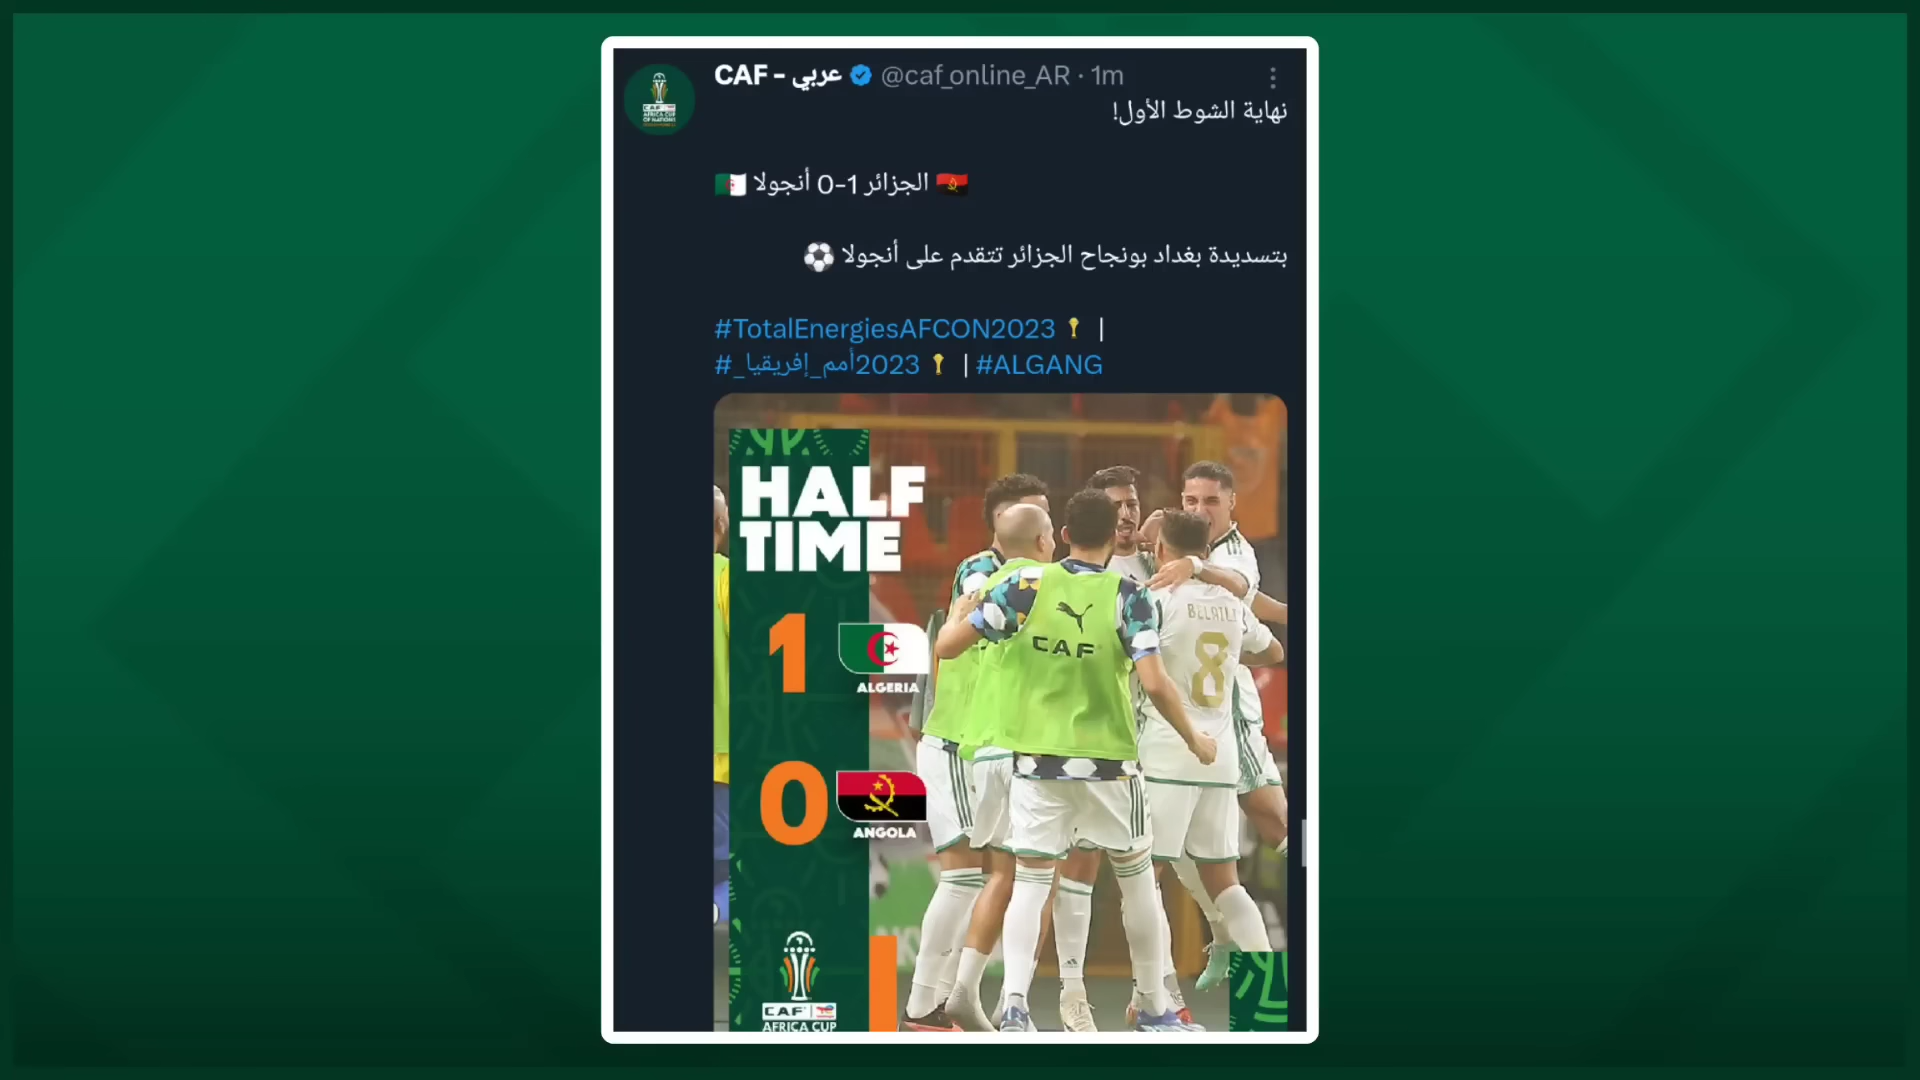 CAF - عربي @caf_online_AR · 1m
نهاية الشوط الأول!
🇦🇴 الجزائر 1-0 أنجولا 🇩🇿
بتسديدة بغداد بونجاح الجزائر تتقدم على أنجولا ⚽
#TotalEnergiesAFCON2023 |
#أمم_إفريقيا_2023 | #ALGANG
HALF
TIME
1
ALGERIA
0
ANGOLA
CAF
AFRICA CUP
CAF
BELAILI
8